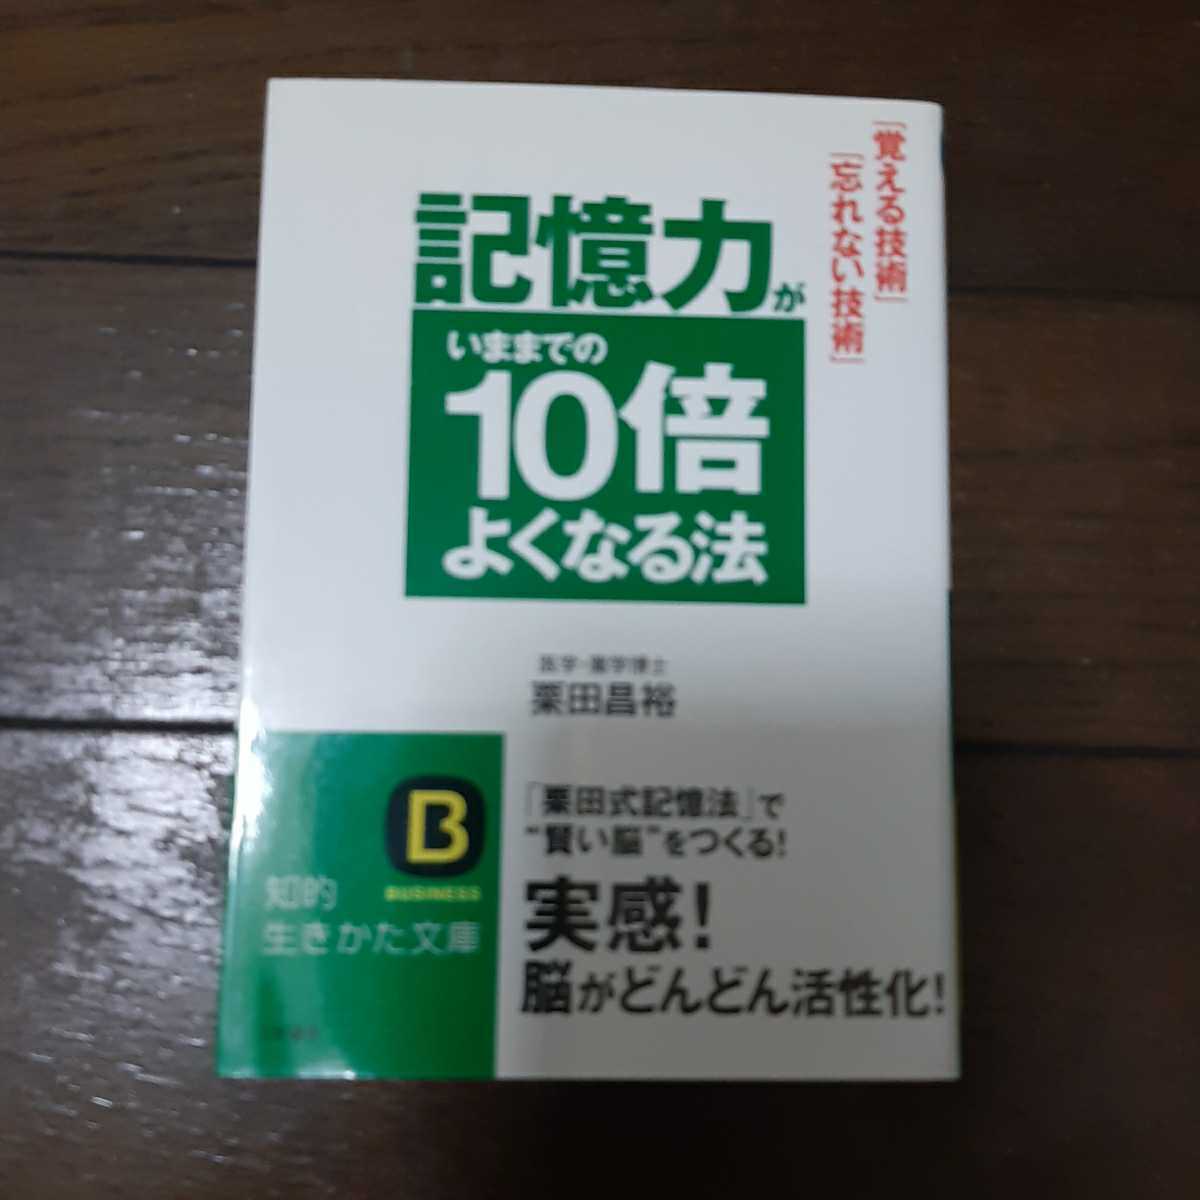 「覚える技術」
「忘れない技術」
記憶力が
いままでの
10倍
よくなる法
医学・薬学博士
栗田昌裕
「栗田式記憶法」で
“賢い脳”をつくる!
実感!
脳がどんどん活性化!
B
BUSINESS
知的
生きかた文庫